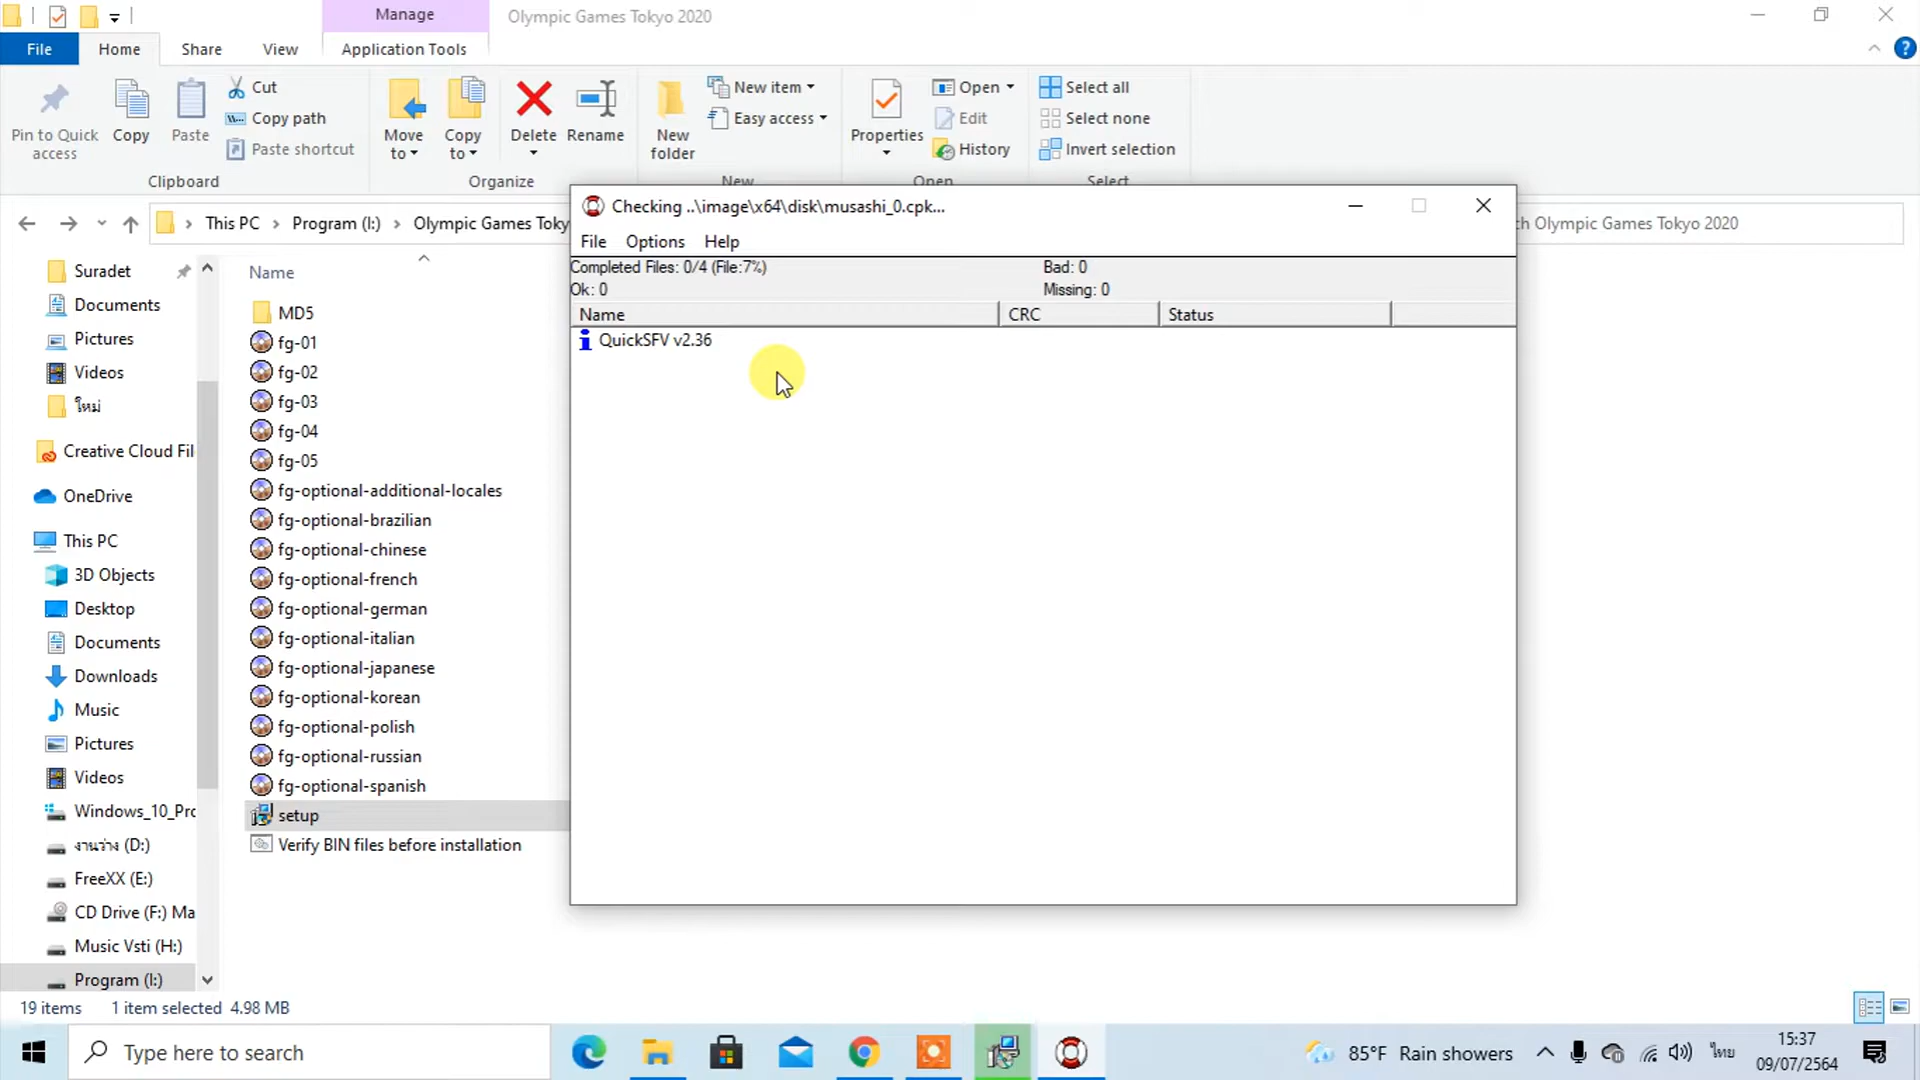 Manage
Olympic Games Tokyo 2020
File
Home
Share
View
Application Tools
Pin to Quick access
Copy
Paste
Cut
Copy path
Paste shortcut
Clipboard
Move to
Copy to
Delete
Rename
Organize
New folder
New item
Easy access
New
Properties
Open
Edit
History
Open
Select all
Select none
Invert selection
Select
This PC
Program (I:)
Olympic Games Toky
ch Olympic Games Tokyo 2020
Suradet
Documents
Pictures
Videos
ใหม่
Creative Cloud Fil
OneDrive
This PC
3D Objects
Desktop
Documents
Downloads
Music
Pictures
Videos
Windows_10_Prc
งานว่าง (D:)
FreeXX (E:)
CD Drive (F:) Ma
Music Vsti (H:)
Program (I:)
Name
MD5
fg-01
fg-02
fg-03
fg-04
fg-05
fg-optional-additional-locales
fg-optional-brazilian
fg-optional-chinese
fg-optional-french
fg-optional-german
fg-optional-italian
fg-optional-japanese
fg-optional-korean
fg-optional-polish
fg-optional-russian
fg-optional-spanish
setup
Verify BIN files before installation
Checking ..\image\x64\disk\musashi_0.cpk...
File Options Help
Completed Files: 0/4 (File:7%)
Bad: 0
Ok: 0
Missing: 0
Name
CRC
Status
QuickSFV v2.36
19 items
1 item selected 4.98 MB
Type here to search
85°F Rain showers
ไทย
15:37
09/07/2564